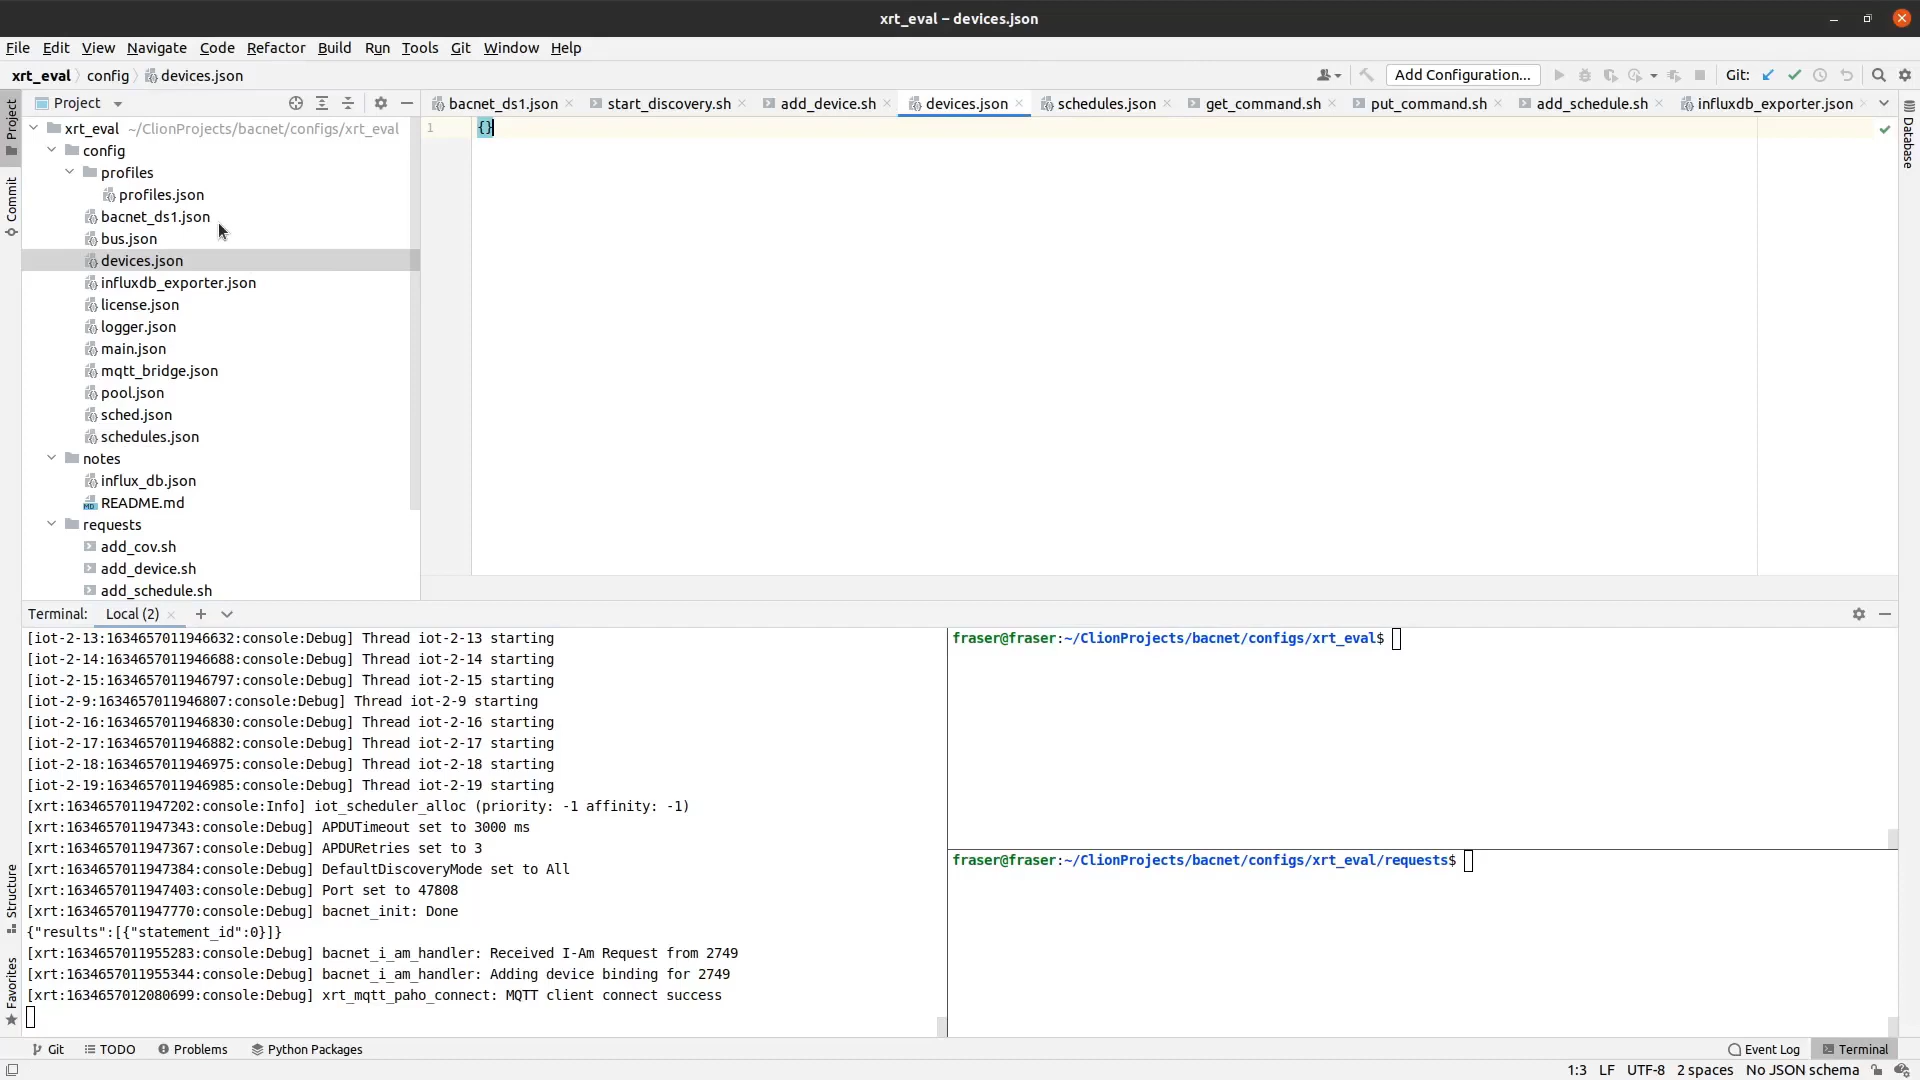 xrt_eval – devices.json
File Edit View Navigate Code Refactor Build Run Tools Git Window Help
xrt_eval config devices.json
Add Configuration...
Git:
Project
bacnet_ds1.json
start_discovery.sh
add_device.sh
devices.json
schedules.json
get_command.sh
put_command.sh
add_schedule.sh
influxdb_exporter.json
Project
Commit
Structure
Favorites
Database
xrt_eval ~/ClionProjects/bacnet/configs/xrt_eval
config
profiles
profiles.json
bacnet_ds1.json
bus.json
devices.json
influxdb_exporter.json
license.json
logger.json
main.json
mqtt_bridge.json
pool.json
sched.json
schedules.json
notes
influx_db.json
README.md
requests
add_cov.sh
add_device.sh
add_schedule.sh
1 {}
Terminal: Local (2)
[iot-2-13:1634657011946632:console:Debug] Thread iot-2-13 starting
[iot-2-14:1634657011946688:console:Debug] Thread iot-2-14 starting
[iot-2-15:1634657011946797:console:Debug] Thread iot-2-15 starting
[iot-2-9:1634657011946807:console:Debug] Thread iot-2-9 starting
[iot-2-16:1634657011946830:console:Debug] Thread iot-2-16 starting
[iot-2-17:1634657011946882:console:Debug] Thread iot-2-17 starting
[iot-2-18:1634657011946975:console:Debug] Thread iot-2-18 starting
[iot-2-19:1634657011946985:console:Debug] Thread iot-2-19 starting
[xrt:1634657011947202:console:Info] iot_scheduler_alloc (priority: -1 affinity: -1)
[xrt:1634657011947343:console:Debug] APDUTimeout set to 3000 ms
[xrt:1634657011947367:console:Debug] APDURetries set to 3
[xrt:1634657011947384:console:Debug] DefaultDiscoveryMode set to All
[xrt:1634657011947403:console:Debug] Port set to 47808
[xrt:1634657011947770:console:Debug] bacnet_init: Done
{"results":[{"statement_id":0}]}
[xrt:1634657011955283:console:Debug] bacnet_i_am_handler: Received I-Am Request from 2749
[xrt:1634657011955344:console:Debug] bacnet_i_am_handler: Adding device binding for 2749
[xrt:1634657012080699:console:Debug] xrt_mqtt_paho_connect: MQTT client connect success
fraser@fraser:~/ClionProjects/bacnet/configs/xrt_eval$
fraser@fraser:~/ClionProjects/bacnet/configs/xrt_eval/requests$
Git TODO Problems Python Packages Event Log Terminal
1:3 LF UTF-8 2 spaces No JSON schema